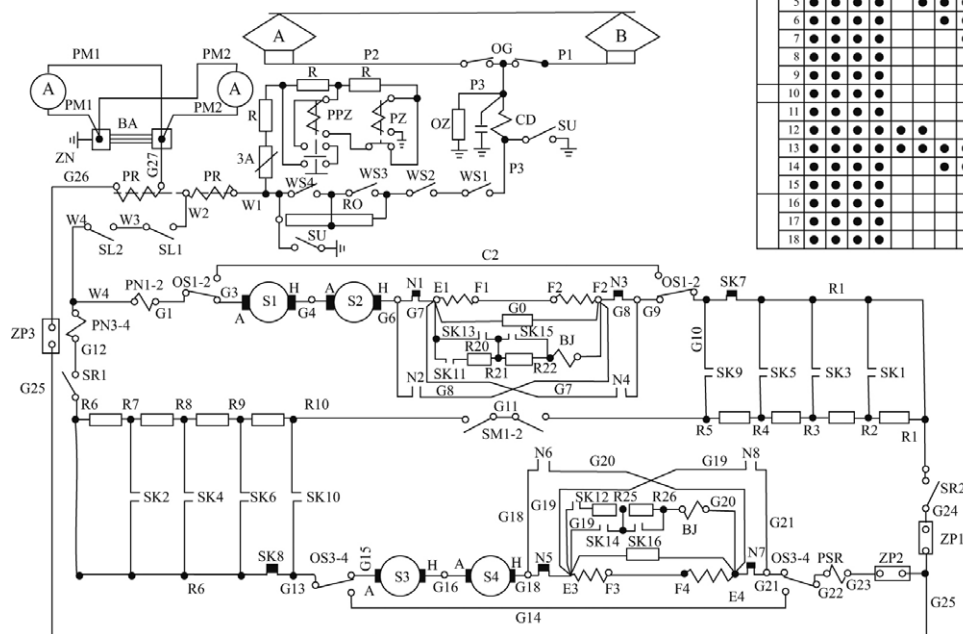 A B
PM1 PM2 P2 OG P1
A A R R P3
PM1 PM2 PPZ PZ
BA R OZ CD SU
ZN 3A P3
G27
G26 PR PR WS4 WS3 WS2 WS1
W2 W1 RO
W4 W3 SU
SL2 SL1
C2
W4 PN1-2 OS1-2 G3 S1 H A S2 H N1 E1 F1 F2 F2 N3 OS1-2 SK7 R1
G1 A G4 G6 G7 G0 G8 G9
ZP3 PN3-4 SK13 SK15 BJ G10
G12 R20 R21 R22
SK11
SR1 N2 G8 G7 N4 SK9 SK5 SK3 SK1
G25
R6 R7 R8 R9 R10 G11 R5 R4 R3 R2 R1
SM1-2
N6 G20 G19 N8
SK2 SK4 SK6 SK10 G18 G19 SK12 R25 R26 G20 G21 SR2
G19 SK14 BJ G24
SK16 ZP1
SK8 OS3-4 G15 S3 H A S4 H N5 N7 OS3-4 PSR ZP2
R6 G13 A G16 G18 E3 F3 F4 E4 G21 G22 G23 G25
G14
5
6
7
8
9
10
11
12
13
14
15
16
17
18